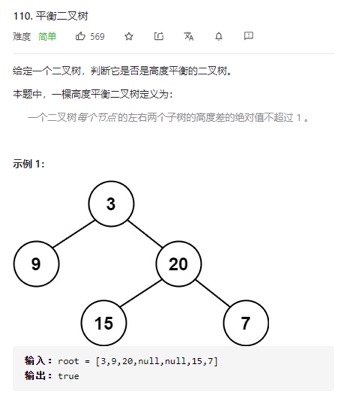 110. 平衡二叉树
难度 简单 569
给定一个二叉树，判断它是否是高度平衡的二叉树。
本题中，一棵高度平衡二叉树定义为：
一个二叉树每个节点的左右两个子树的高度差的绝对值不超过 1 。
示例 1：
3
9
20
15
7
输入：root = [3,9,20,null,null,15,7]
输出：true